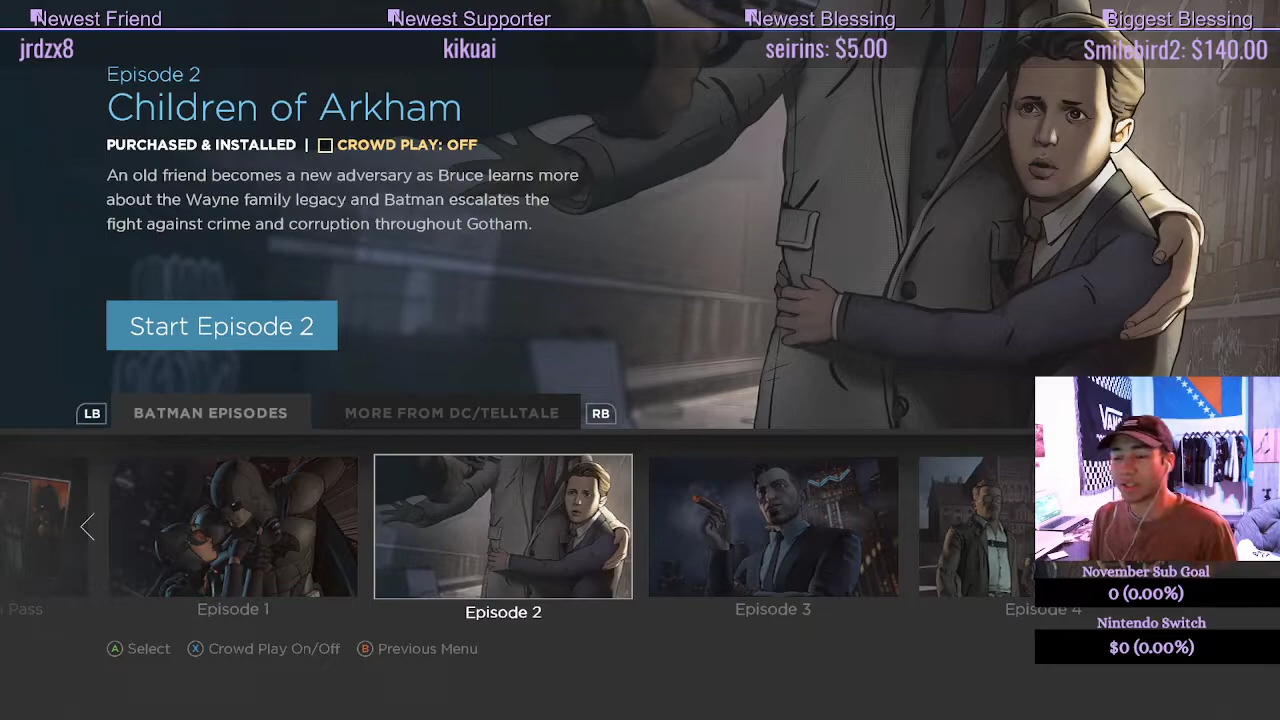 Newest Friend
Newest Supporter
Newest Blessing
Biggest Blessing
jrdzx8
kikuai
seirins: $5.00
Smilebird2: $140.00
Episode 2
Children of Arkham
PURCHASED & INSTALLED | CROWD PLAY: OFF
An old friend becomes a new adversary as Bruce learns more
about the Wayne family legacy and Batman escalates the
fight against crime and corruption throughout Gotham.
Start Episode 2
LB
BATMAN EPISODES
MORE FROM DC/TELLTALE
RB
VANS
Pass
Episode 1
Episode 2
Episode 3
Episode 4
November Sub Goal
0 (0.00%)
Nintendo Switch
$0 (0.00%)
A Select
X Crowd Play On/Off
B Previous Menu